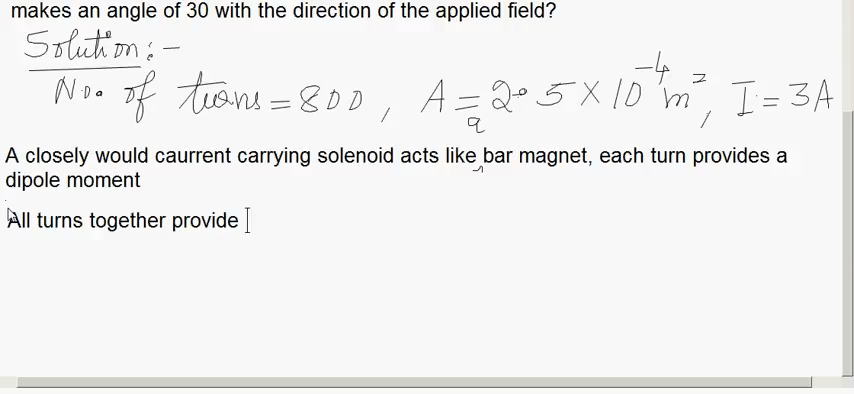 makes an angle of 30 with the direction of the applied field?
Solution:-
No. of turns = 800, A = 2.5 × 10⁻⁴ m², I = 3A
a
A closely would caurrent carrying solenoid acts like bar magnet, each turn provides a
dipole moment
All turns together provide